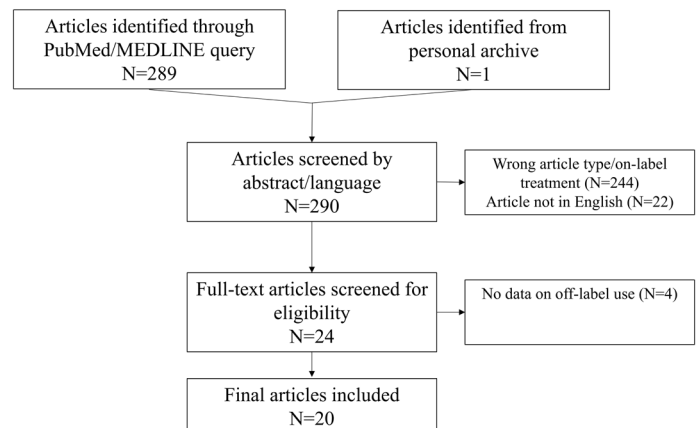 Articles identified through
PubMed/MEDLINE query
N=289
Articles identified from
personal archive
N=1
Articles screened by
abstract/language
N=290
Wrong article type/on-label
treatment (N=244)
Article not in English (N=22)
Full-text articles screened for
eligibility
N=24
No data on off-label use (N=4)
Final articles included
N=20